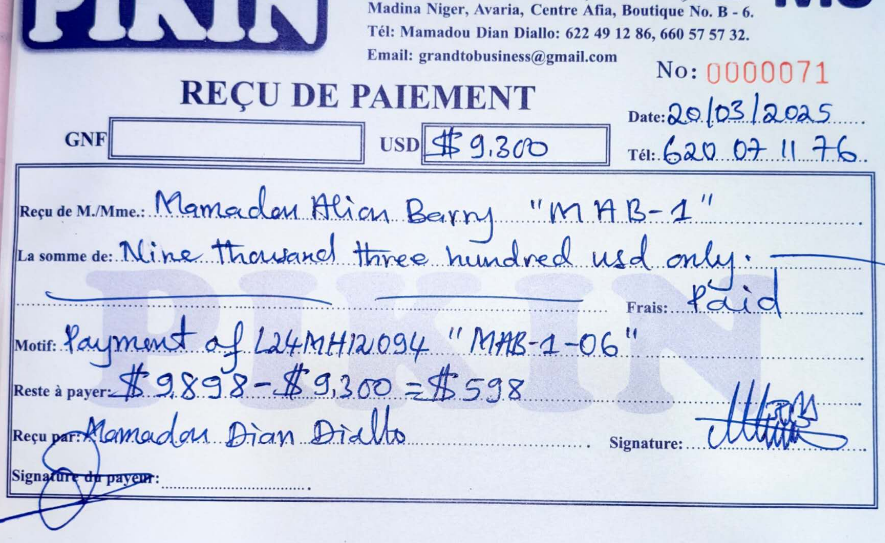 PIKIN
Madina Niger, Avaria, Centre Afia, Boutique No. B - 6.
Tél: Mamadou Dian Diallo: 622 49 12 86, 660 57 57 32.
Email: grandtobusiness@gmail.com
No: 0000071
REÇU DE PAIEMENT
Date: 20/03/2025
GNF
USD $ 9.300
Tél: 620 07 11 76
Reçu de M./Mme.: Mamadou Alion Barry "MAB-1"
La somme de: Nine thousand three hundred usd only.
Frais: Paid
Motif: Payment of L24MH12094 "MAB-1-06"
Reste à payer: $ 9.898 - $ 9,300 = $ 598
Reçu par: Mamadou Dian Diallo
Signature:
Signature du payeur:
PIKIN